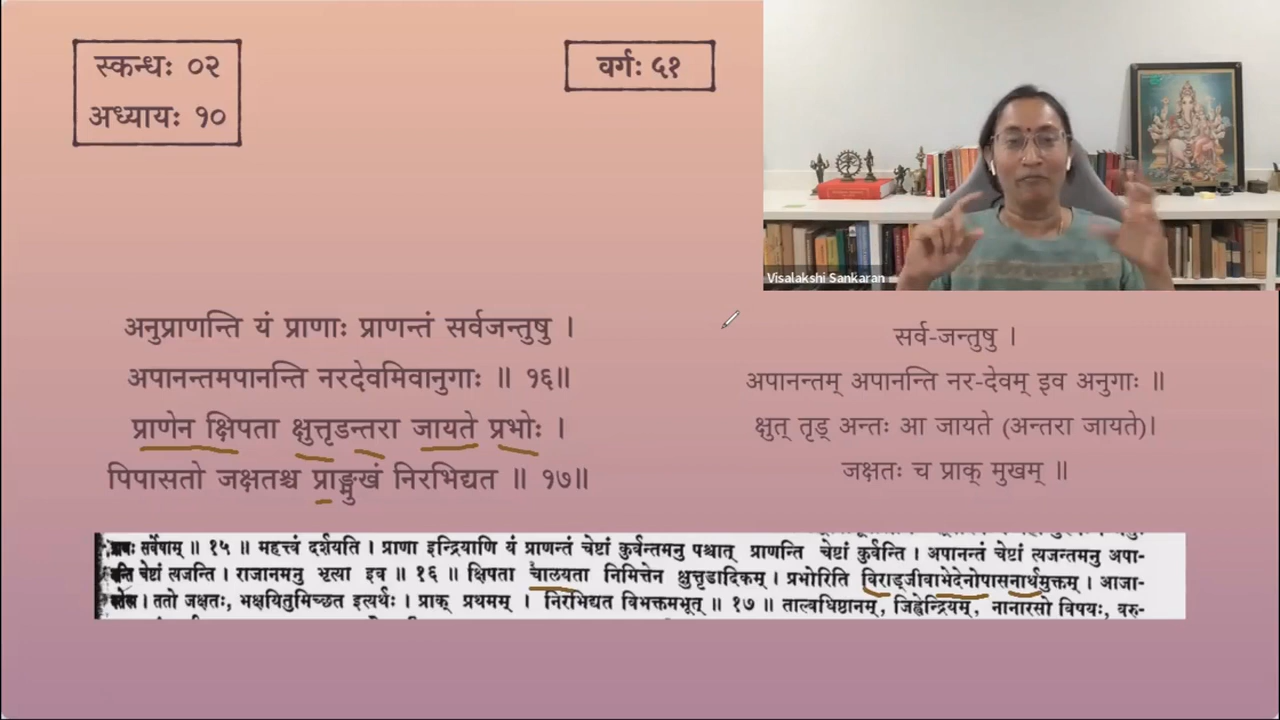 स्कन्धः ०२
अध्यायः १०
वर्गः ५१
Visalakshi Sankaran
अनुप्राणन्ति यं प्राणाः प्राणन्तं सर्वजन्तुषु ।
अपानन्तमपानन्ति नरदेवमिवानुगाः ॥ १६॥
प्राणेन क्षिपता क्षुत्तृडन्तरा जायते प्रभोः ।
पिपासतो जक्षतश्च प्राङ्मुखं निरभिद्यत ॥ १७॥
सर्व-जन्तुषु ।
अपानन्तम् अपानन्ति नर-देवम् इव अनुगाः ॥
क्षुत् तृड् अन्तः आ जायते (अन्तरा जायते)।
जक्षतः च प्राक् मुखम् ॥
सर्वेषाम् ॥ १५ ॥ महत्त्वं दर्शयति । प्राणा इन्द्रियाणि यं प्राणन्तं चेष्टां कुर्वन्तमनु पश्चात् प्राणन्ति चेष्टां कुर्वन्ति । अपानन्तं चेष्टां त्यजन्तमनु अपा-
चेष्टां त्यजन्ति । राजानमनु भृत्या इव ॥ १६ ॥ क्षिपता चालयता निमित्तेन क्षुत्तृडादिकम् । प्रभोरिति विराड्जीवाभेदेनोपासनार्थमुक्तम् । आजा-
ततो जक्षतः, भक्षयितुमिच्छत इत्यर्थः । प्राक् प्रथमम् । निरभिद्यत विभक्तमभूत् ॥ १७ ॥ ताल्वधिष्ठानम्, जिह्वेन्द्रियम्, नानारसो विषयः, वरु-